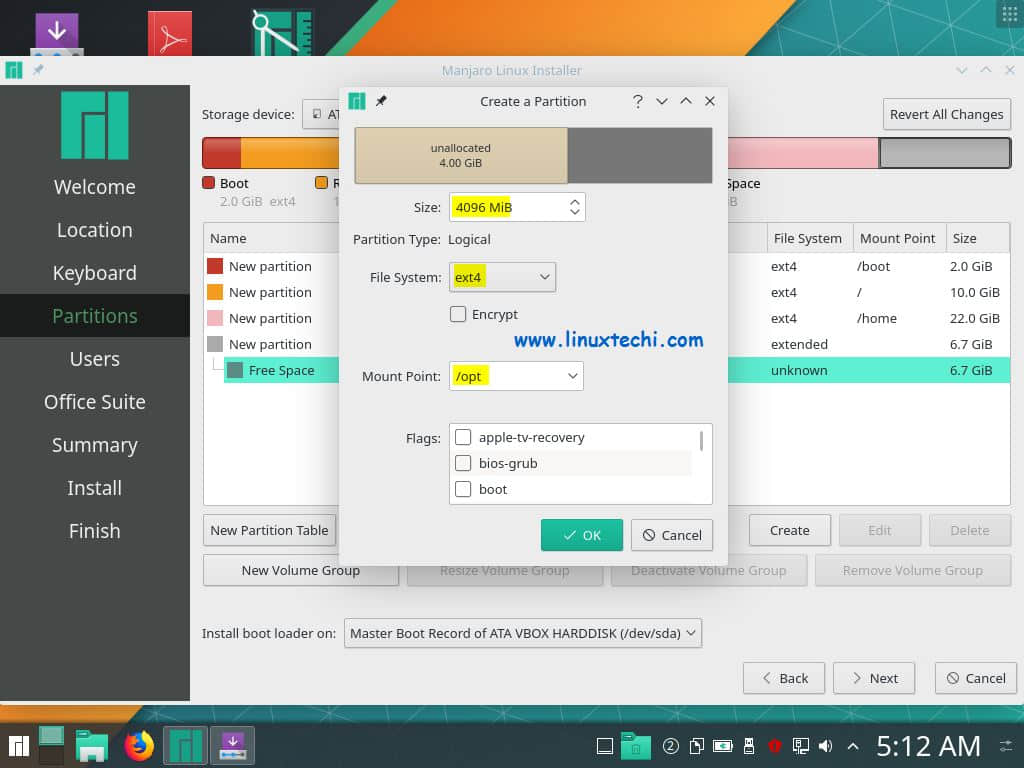 Manjaro Linux Installer
Welcome
Location
Keyboard
Partitions
Users
Office Suite
Summary
Install
Finish
Storage device:
Revert All Changes
Boot
2.0 GiB ext4
Name
File System
Mount Point
Size
New partition
ext4
/boot
2.0 GiB
New partition
ext4
/
10.0 GiB
New partition
ext4
/home
22.0 GiB
New partition
extended
6.7 GiB
Free Space
unknown
6.7 GiB
Create a Partition
unallocated
4.00 GiB
Size:
4096 MiB
Partition Type: Logical
File System:
ext4
Encrypt
www.linuxtechi.com
Mount Point:
/opt
Flags:
apple-tv-recovery
bios-grub
boot
OK
Cancel
New Partition Table
Create
Edit
Delete
New Volume Group
Resize Volume Group
Deactivate Volume Group
Remove Volume Group
Install boot loader on:
Master Boot Record of ATA VBOX HARDDISK (/dev/sda)
Back
Next
Cancel
2
5:12 AM